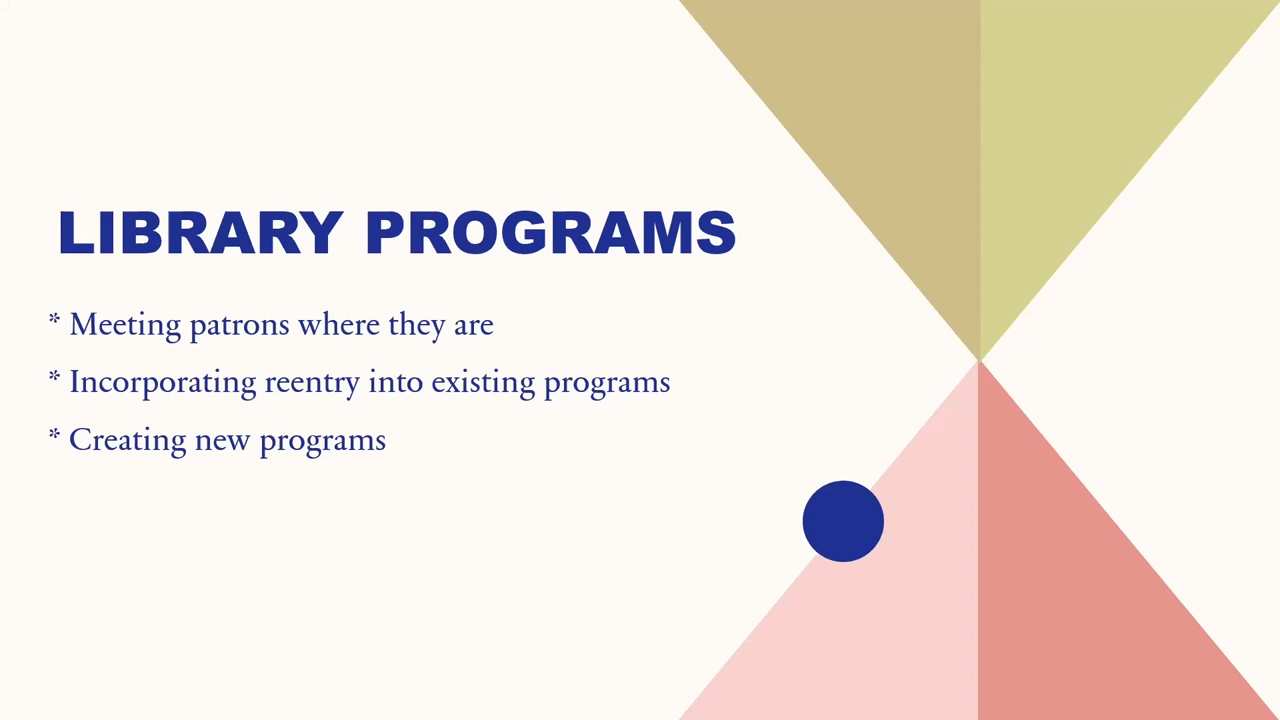 LIBRARY PROGRAMS
* Meeting patrons where they are
* Incorporating reentry into existing programs
* Creating new programs